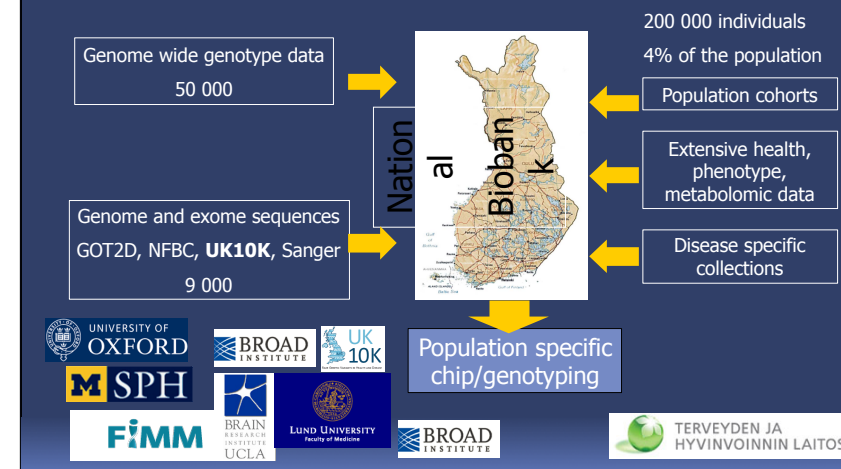 200 000 individuals
4% of the population
Genome wide genotype data
50 000
Population cohorts
Nation
al
Bioban
k
Extensive health,
phenotype,
metabolomic data
Genome and exome sequences
GOT2D, NFBC, UK10K, Sanger
9 000
Disease specific
collections
Population specific
chip/genotyping
UNIVERSITY OF
OXFORD
BROAD
INSTITUTE
UK
10K
M SPH
FiMM
BRAIN
RESEARCH
INSTITUTE
UCLA
LUND UNIVERSITY
Faculty of Medicine
BROAD
INSTITUTE
TERVEYDEN JA
HYVINVOINNIN LAITOS